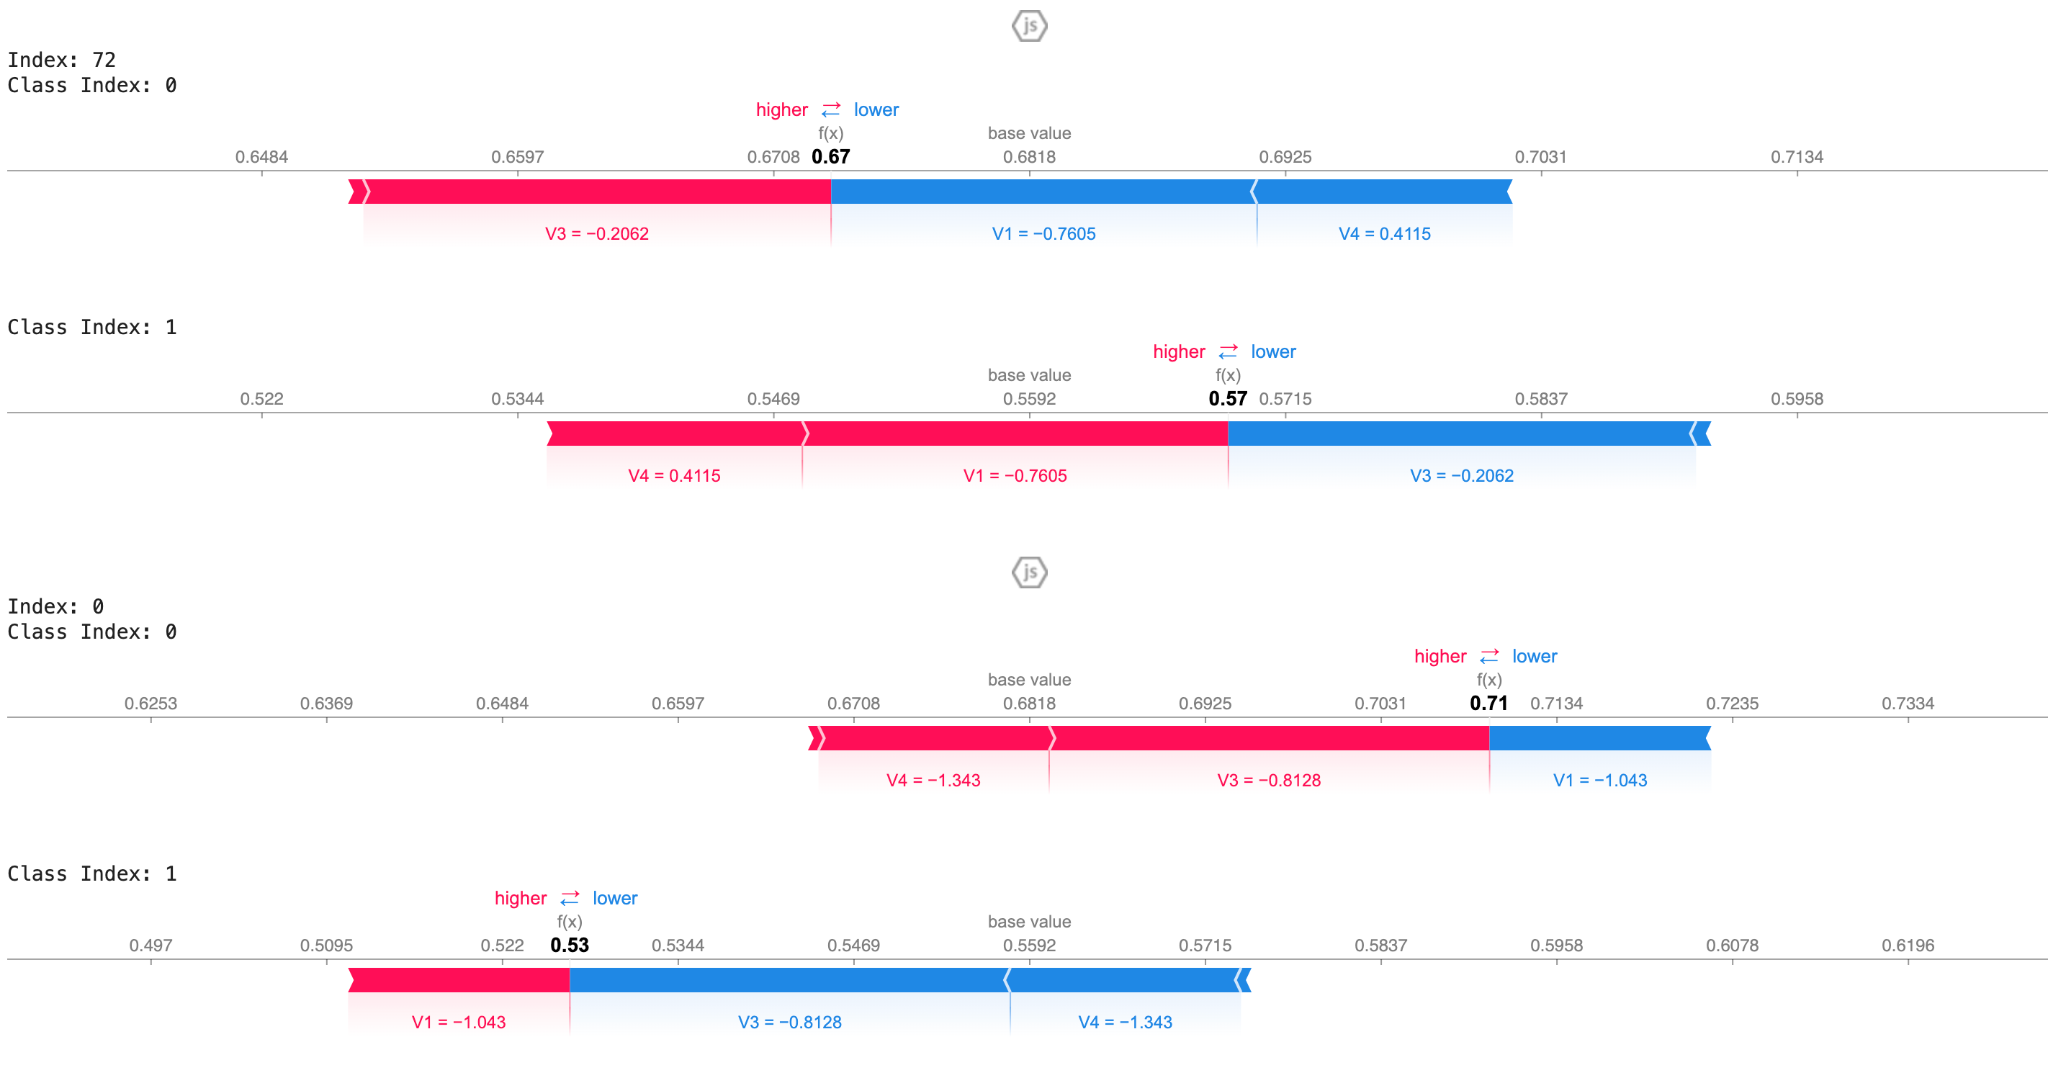 js
Index: 72
Class Index: 0
higher ⇄ lower
f(x) base value
0.6484 0.6597 0.6708 0.67 0.6818 0.6925 0.7031 0.7134
V3 = −0.2062 V1 = −0.7605 V4 = 0.4115
Class Index: 1
higher ⇄ lower
base value f(x)
0.522 0.5344 0.5469 0.5592 0.57 0.5715 0.5837 0.5958
V4 = 0.4115 V1 = −0.7605 V3 = −0.2062
js
Index: 0
Class Index: 0
higher ⇄ lower
base value f(x)
0.6253 0.6369 0.6484 0.6597 0.6708 0.6818 0.6925 0.7031 0.71 0.7134 0.7235 0.7334
V4 = −1.343 V3 = −0.8128 V1 = −1.043
Class Index: 1
higher ⇄ lower
f(x) base value
0.497 0.5095 0.522 0.53 0.5344 0.5469 0.5592 0.5715 0.5837 0.5958 0.6078 0.6196
V1 = −1.043 V3 = −0.8128 V4 = −1.343